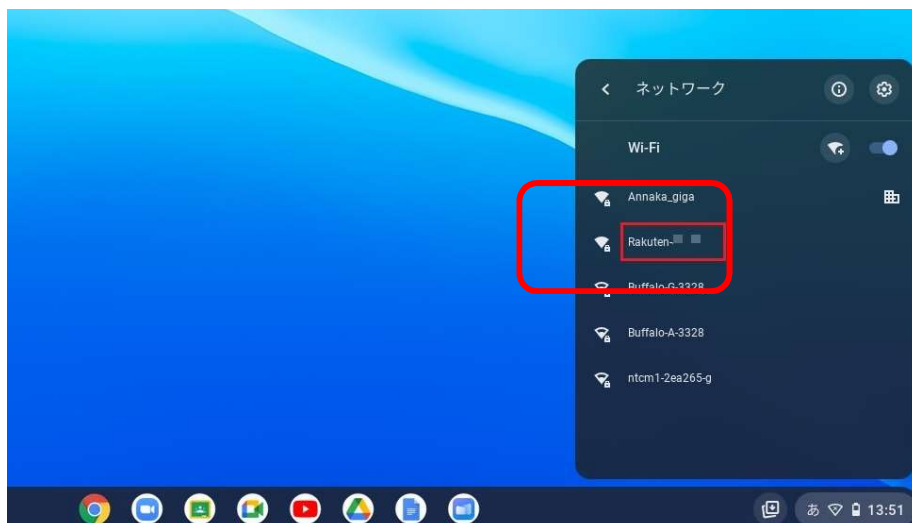 ネットワーク
Wi-Fi
Annaka_giga
Rakuten-
Buffalo-G-3328
Buffalo-A-3328
ntcm1-2ea265-g
あ 13:51